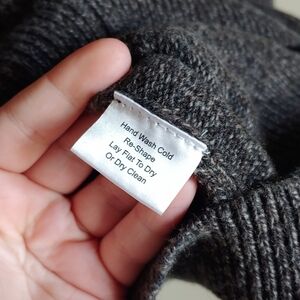 Hand Wash Cold
Re-Shape
Lay Flat To Dry
Or Dry Clean